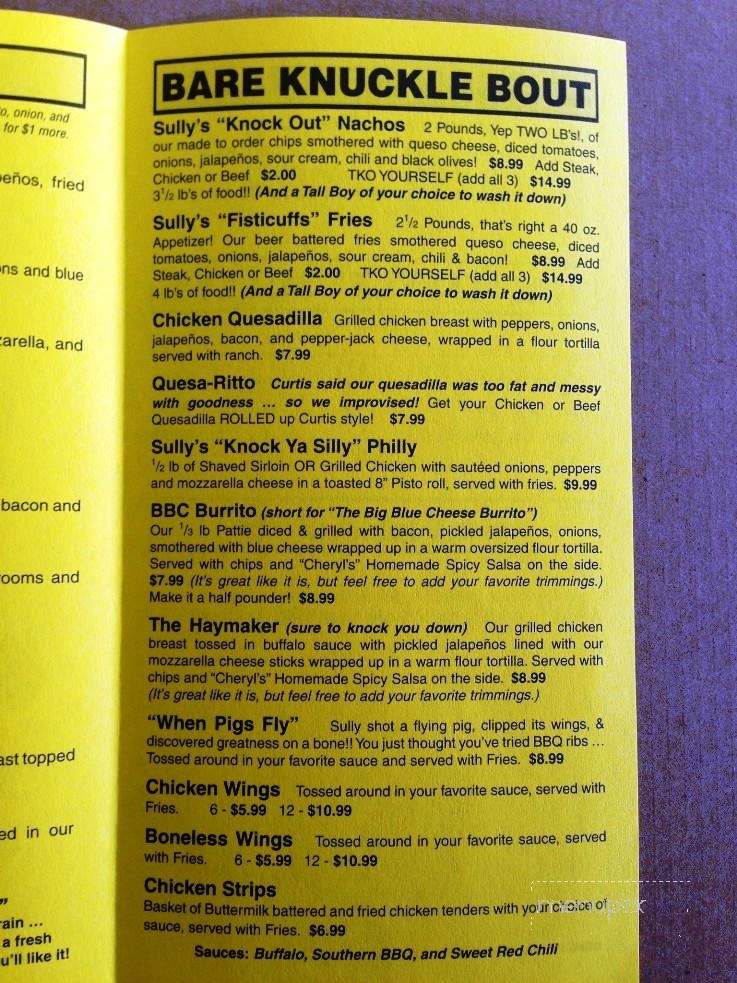 o, onion, and
for $1 more.
eños, fried
ns and blue
zarella, and
bacon and
ooms and
ast topped
ed in our
”
rain ...
a fresh
u'll like it!
BARE KNUCKLE BOUT
Sully's “Knock Out” Nachos 2 Pounds, Yep TWO LB's!, of
our made to order chips smothered with queso cheese, diced tomatoes,
onions, jalapeños, sour cream, chili and black olives! $8.99 Add Steak,
Chicken or Beef $2.00 TKO YOURSELF (add all 3) $14.99
3 1/2 lb's of food!! (And a Tall Boy of your choice to wash it down)
Sully's “Fisticuffs” Fries 2 1/2 Pounds, that's right a 40 oz.
Appetizer! Our beer battered fries smothered queso cheese, diced
tomatoes, onions, jalapeños, sour cream, chili & bacon! $8.99 Add
Steak, Chicken or Beef $2.00 TKO YOURSELF (add all 3) $14.99
4 lb's of food!! (And a Tall Boy of your choice to wash it down)
Chicken Quesadilla Grilled chicken breast with peppers, onions,
jalapeños, bacon, and pepper-jack cheese, wrapped in a flour tortilla
served with ranch. $7.99
Quesa-Ritto Curtis said our quesadilla was too fat and messy
with goodness ... so we improvised! Get your Chicken or Beef
Quesadilla ROLLED up Curtis style! $7.99
Sully's “Knock Ya Silly” Philly
1/2 lb of Shaved Sirloin OR Grilled Chicken with sautéed onions, peppers
and mozzarella cheese in a toasted 8” Pisto roll, served with fries. $9.99
BBC Burrito (short for “The Big Blue Cheese Burrito”)
Our 1/3 lb Pattie diced & grilled with bacon, pickled jalapeños, onions,
smothered with blue cheese wrapped up in a warm oversized flour tortilla.
Served with chips and “Cheryl's” Homemade Spicy Salsa on the side.
$7.99 (It's great like it is, but feel free to add your favorite trimmings.)
Make it a half pounder! $8.99
The Haymaker (sure to knock you down) Our grilled chicken
breast tossed in buffalo sauce with pickled jalapeños lined with our
mozzarella cheese sticks wrapped up in a warm flour tortilla. Served with
chips and “Cheryl's” Homemade Spicy Salsa on the side. $8.99
(It's great like it is, but feel free to add your favorite trimmings.)
“When Pigs Fly” Sully shot a flying pig, clipped its wings, &
discovered greatness on a bone!! You just thought you've tried BBQ ribs ...
Tossed around in your favorite sauce and served with Fries. $8.99
Chicken Wings Tossed around in your favorite sauce, served with
Fries. 6 - $5.99 12 - $10.99
Boneless Wings Tossed around in your favorite sauce, served
with Fries. 6 - $5.99 12 - $10.99
Chicken Strips
Basket of Buttermilk battered and fried chicken tenders with your choice of
sauce, served with Fries. $6.99
Sauces: Buffalo, Southern BBQ, and Sweet Red Chili